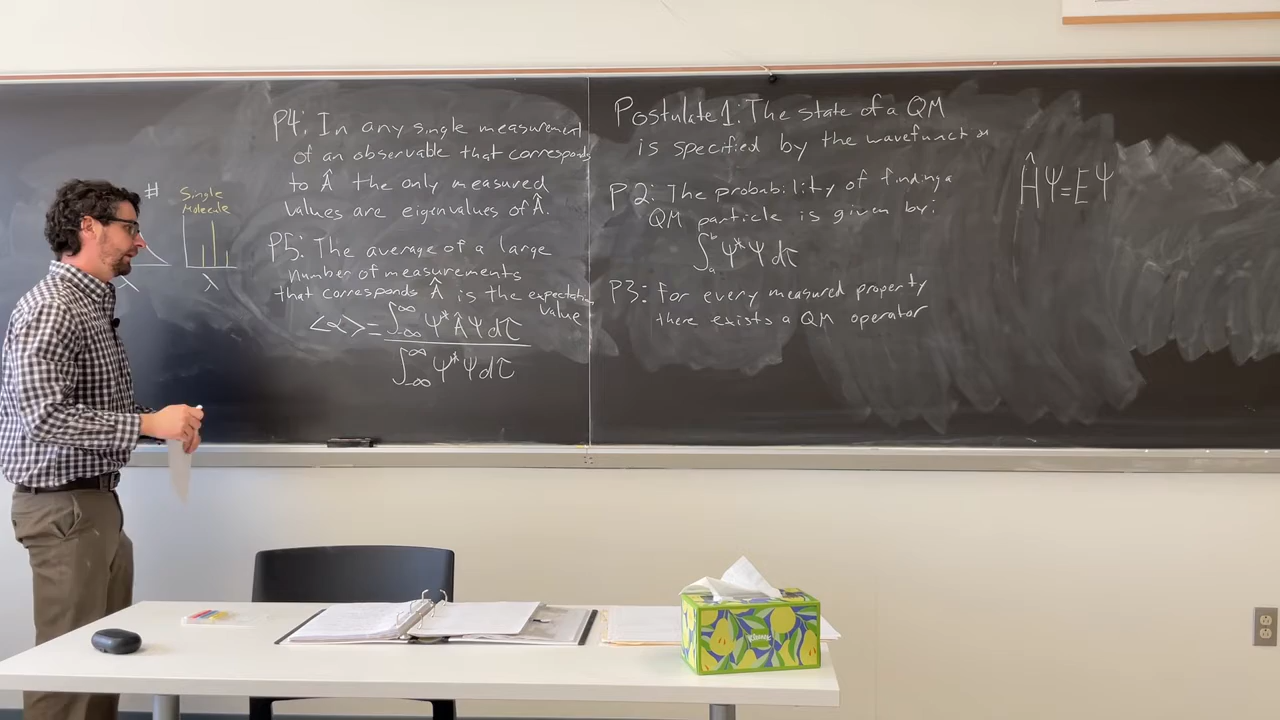 #
Single
Molecule
λ
λ
P4: In any single measurement
of an observable that corresponds
to Â the only measured
values are eigenvalues of Â.
P5: The average of a large
number of measurements
that corresponds Â is the expectation
value
<α> = ∫_-∞^∞ Ψ* Â Ψ dτ
∫_-∞^∞ Ψ* Ψ dτ
Postulate 1: The state of a QM
is specified by the wavefunction
P2: The probability of finding a
QM particle is given by:
∫_a^b Ψ* Ψ dτ
P3: For every measured property
there exists a QM operator
ĤΨ=EΨ
Kleenex